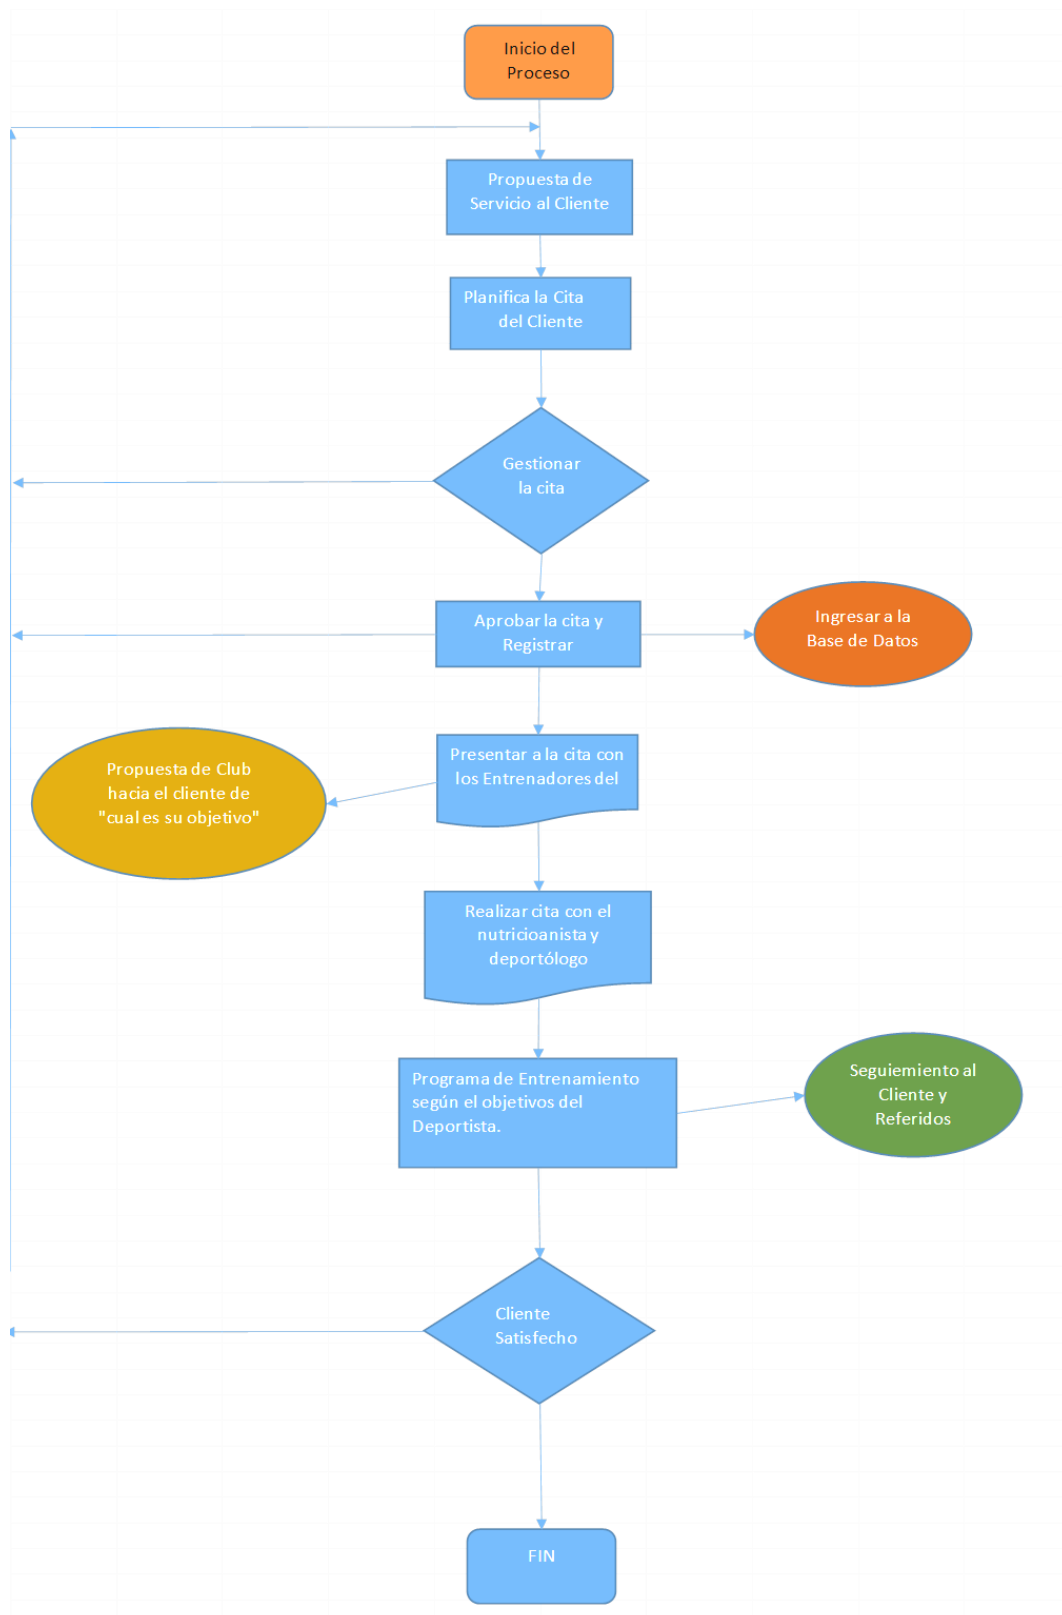 Inicio del
Proceso
Propuesta de
Servicio al Cliente
Planifica la Cita
del Cliente
Gestionar
la cita
Aprobar la cita y
Registrar
Ingresar a la
Base de Datos
Presentar a la cita con
los Entrenadores del
Propuesta de Club
hacia el cliente de
"cual es su objetivo"
Realizar cita con el
nutricioanista y
deportólogo
Programa de Entrenamiento
según el objetivos del
Deportista.
Seguiemiento al
Cliente y
Referidos
Cliente
Satisfecho
FIN